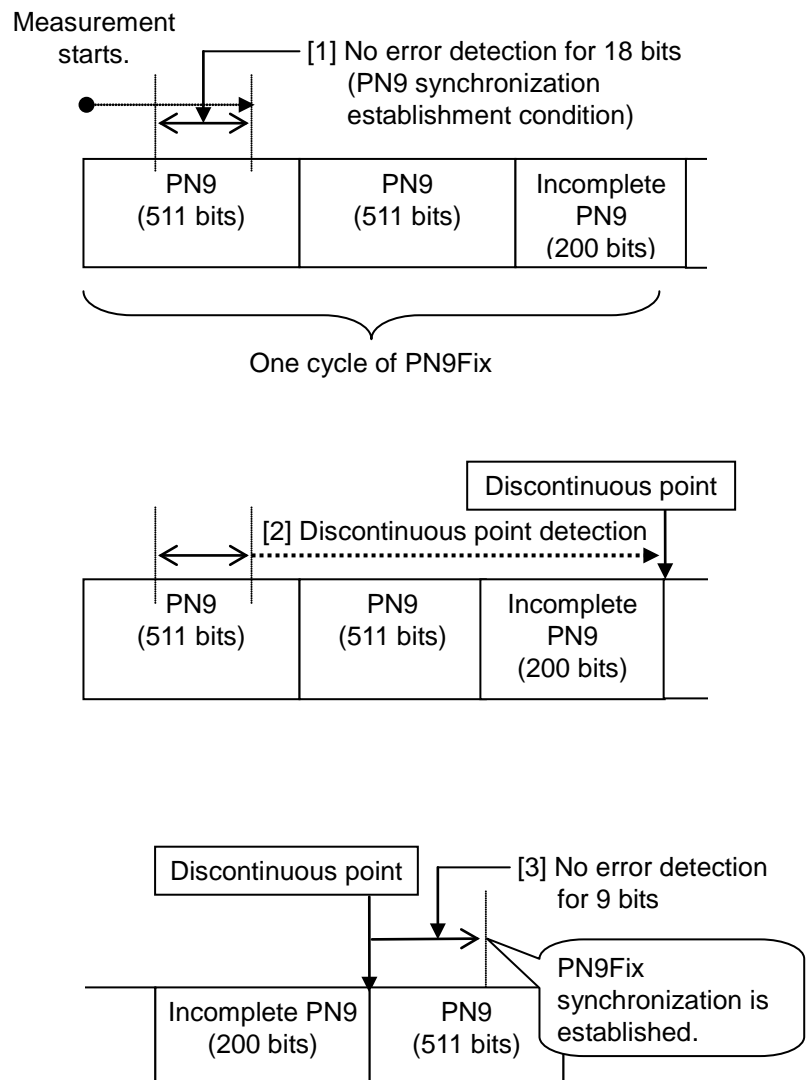 Measurement
starts.
[1] No error detection for 18 bits
(PN9 synchronization
establishment condition)
PN9
(511 bits)
PN9
(511 bits)
Incomplete
PN9
(200 bits)
One cycle of PN9Fix
Discontinuous point
[2] Discontinuous point detection
PN9
(511 bits)
PN9
(511 bits)
Incomplete
PN9
(200 bits)
Discontinuous point
[3] No error detection
for 9 bits
PN9Fix
synchronization is
established.
Incomplete PN9
(200 bits)
PN9
(511 bits)